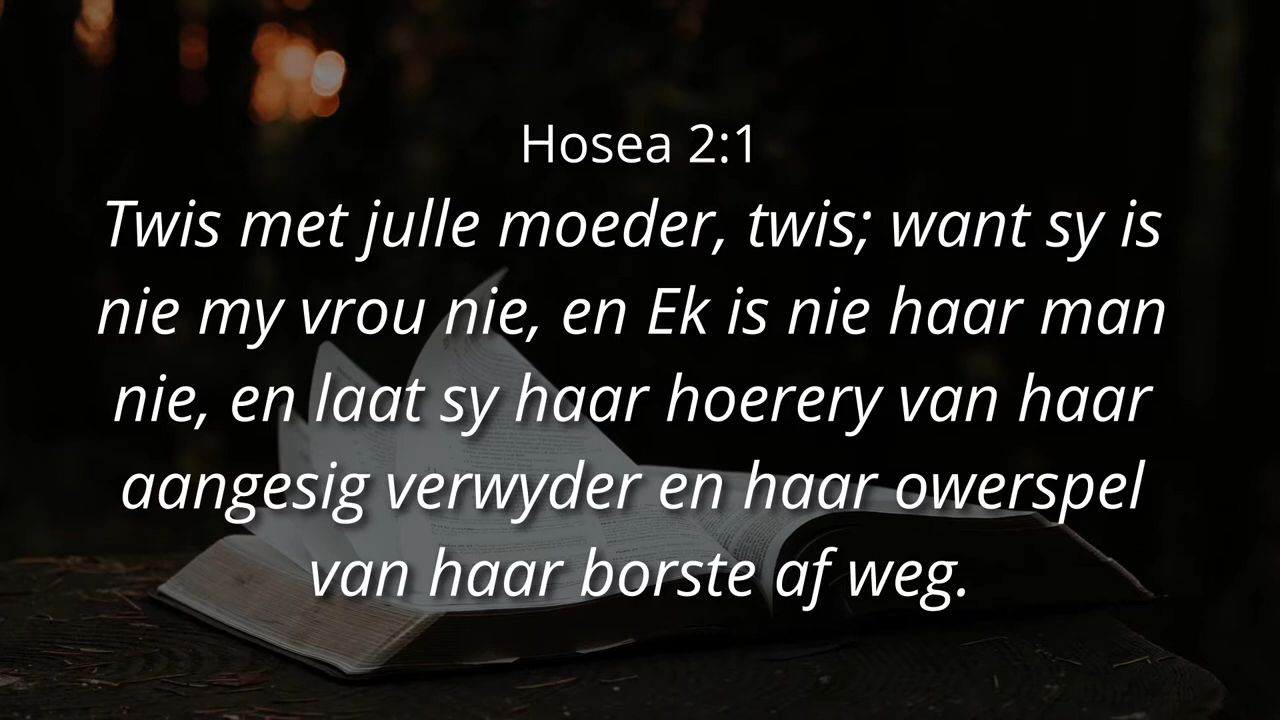 Hosea 2:1
Twis met julle moeder, twis; want sy is
nie my vrou nie, en Ek is nie haar man
nie, en laat sy haar hoerery van haar
aangesig verwyder en haar owerspel
van haar borste af weg.